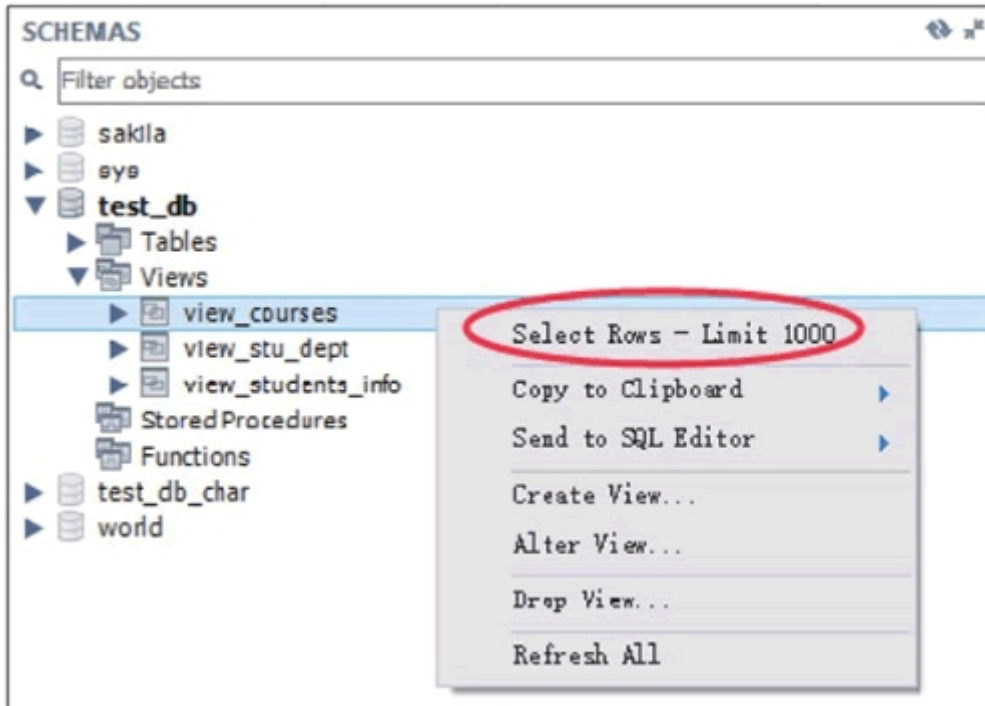 SCHEMAS
Filter objects
sakila
sys
test_db
Tables
Views
view_courses
view_stu_dept
view_students_info
Stored Procedures
Functions
test_db_char
world
Select Rows - Limit 1000
Copy to Clipboard
Send to SQL Editor
Create View...
Alter View...
Drop View...
Refresh All